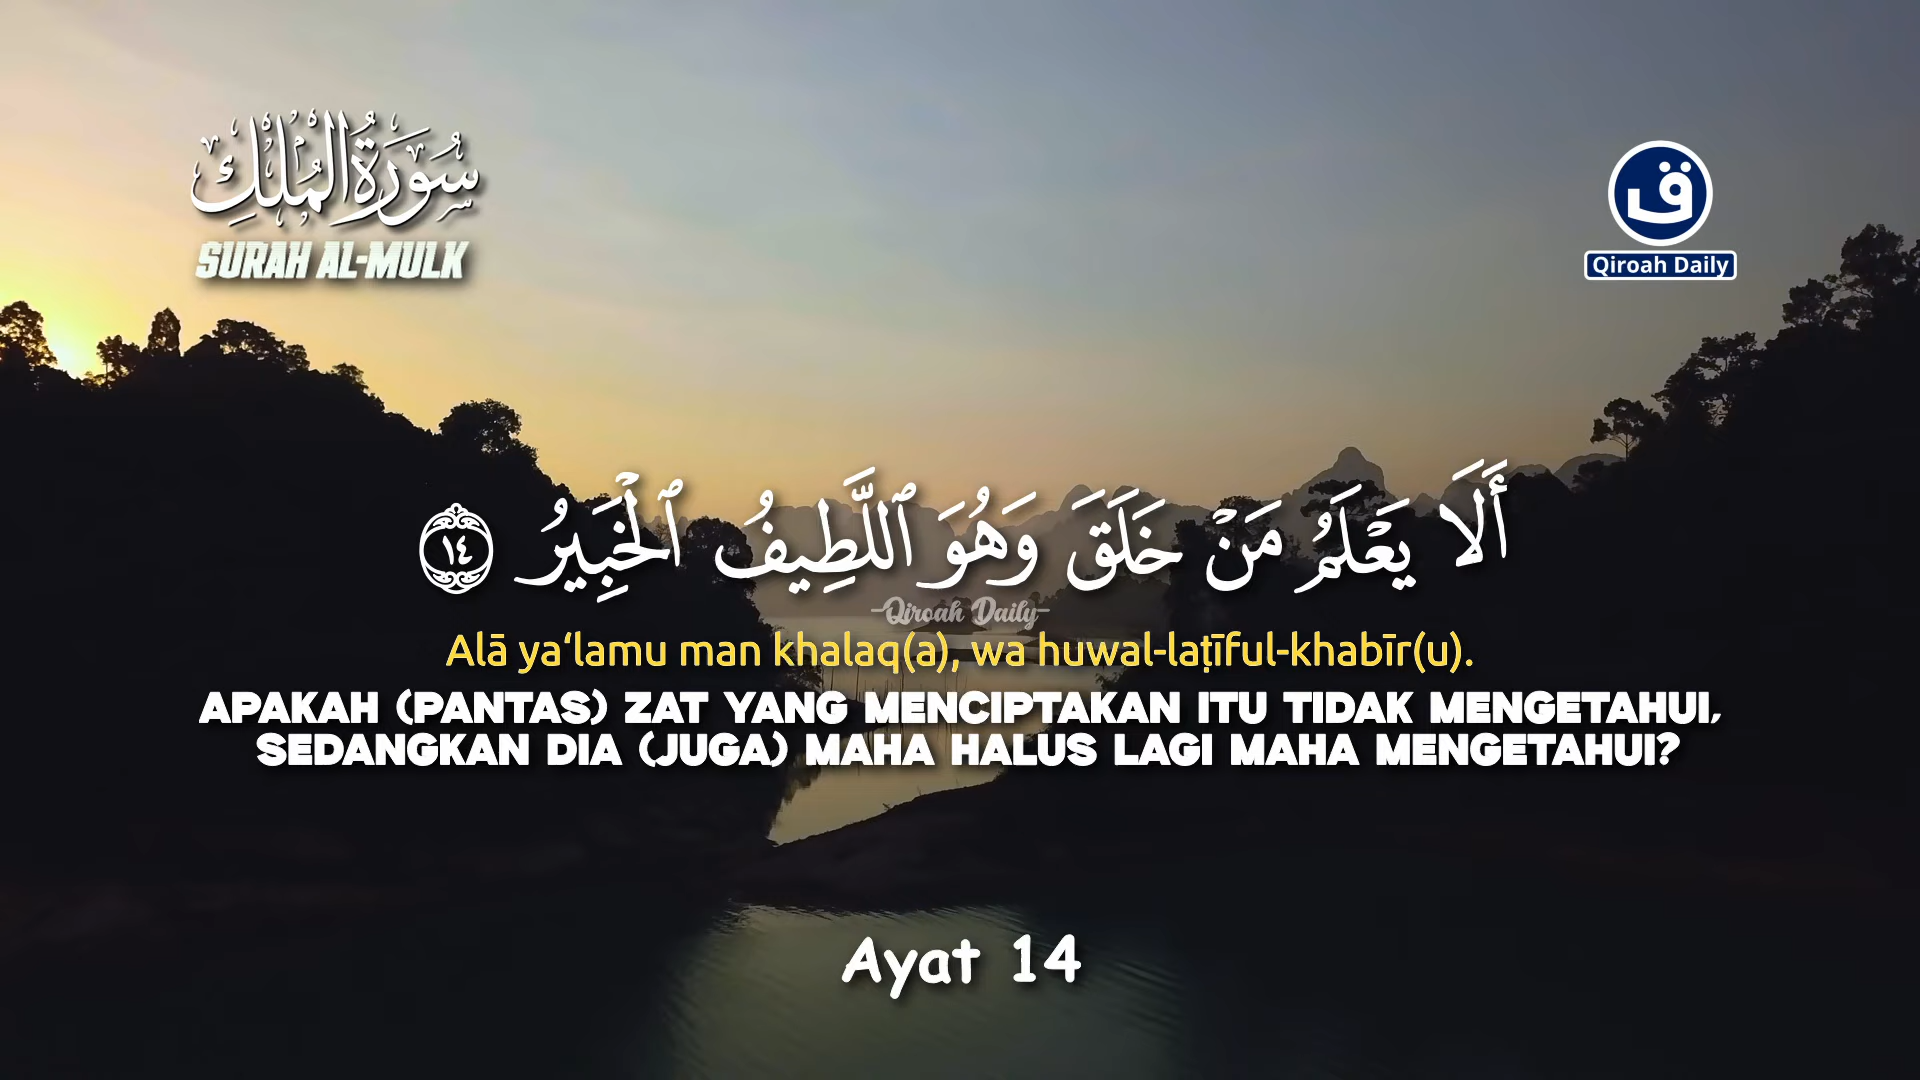 سُورَةُ الْمُلْكِ
SURAH AL-MULK
ق
Qiroah Daily
أَلَا يَعْلَمُ مَنْ خَلَقَ وَهُوَ ٱللَّطِيفُ ٱلْخَبِيرُ ١٤
-Qiroah Daily-
Alā ya‘lamu man khalaq(a), wa huwal-laṭīful-khabīr(u).
APAKAH (PANTAS) ZAT YANG MENCIPTAKAN ITU TIDAK MENGETAHUI,
SEDANGKAN DIA (JUGA) MAHA HALUS LAGI MAHA MENGETAHUI?
Ayat 14